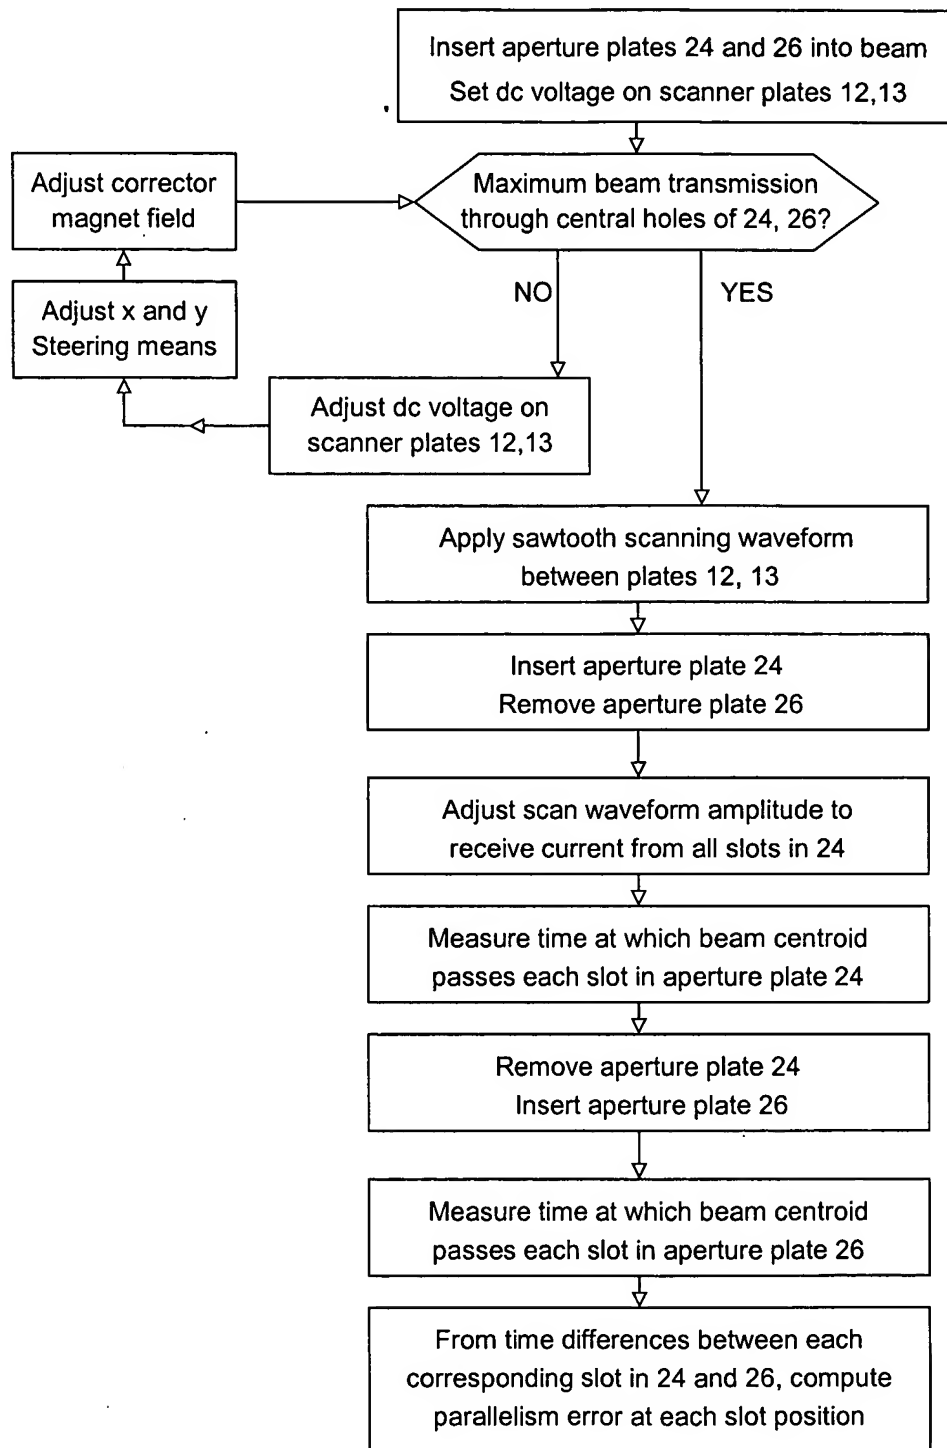 Insert aperture plates 24 and 26 into beam
Set dc voltage on scanner plates 12,13
Maximum beam transmission
through central holes of 24, 26?
Adjust corrector
magnet field
Adjust x and y
Steering means
NO
YES
Adjust dc voltage on
scanner plates 12,13
Apply sawtooth scanning waveform
between plates 12, 13
Insert aperture plate 24
Remove aperture plate 26
Adjust scan waveform amplitude to
receive current from all slots in 24
Measure time at which beam centroid
passes each slot in aperture plate 24
Remove aperture plate 24
Insert aperture plate 26
Measure time at which beam centroid
passes each slot in aperture plate 26
From time differences between each
corresponding slot in 24 and 26, compute
parallelism error at each slot position